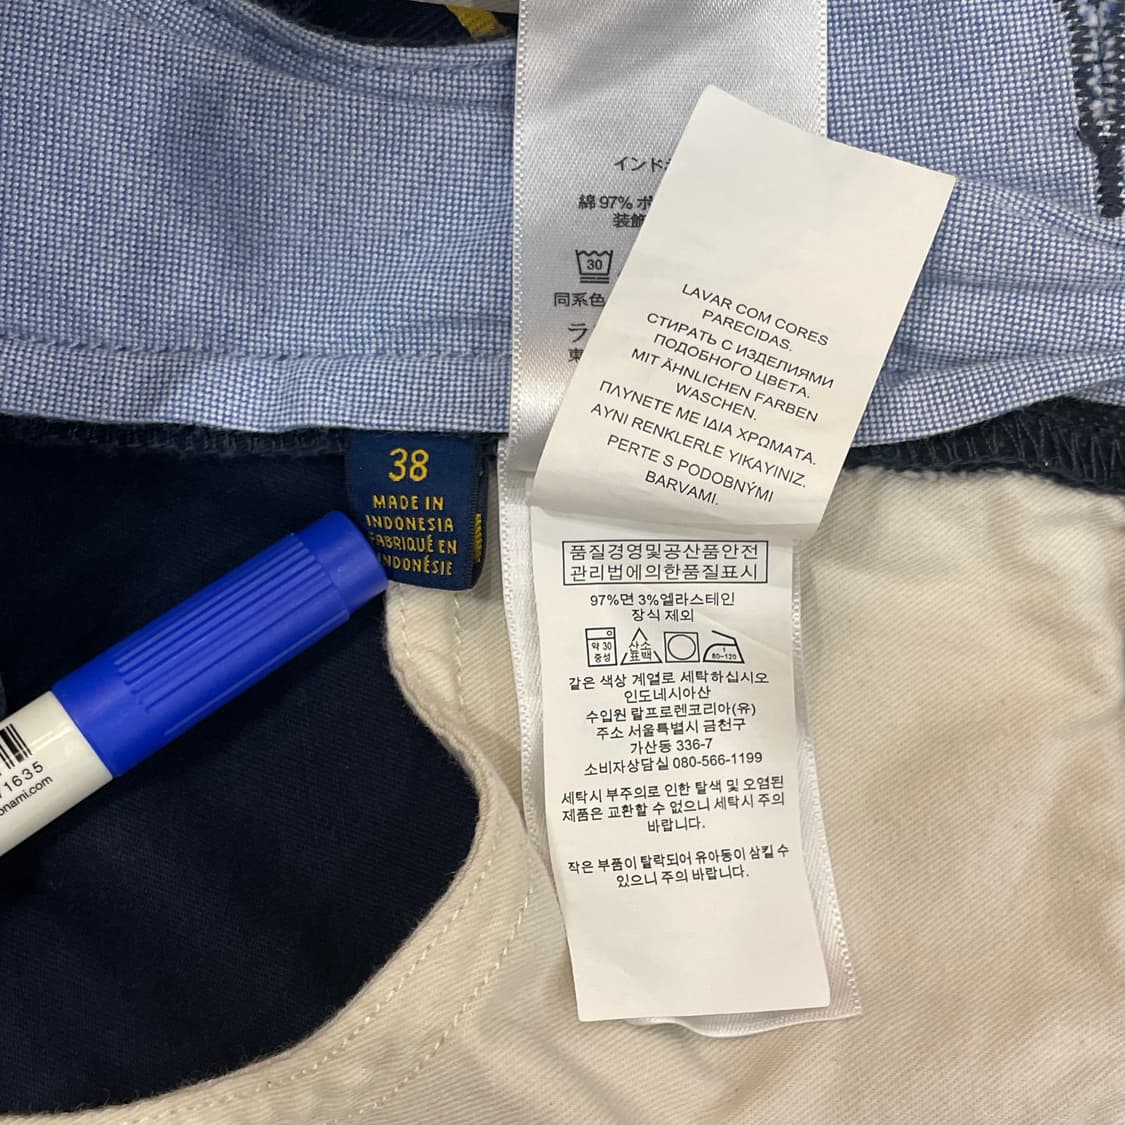 綿 97%
装飾
30
同系色
LAVAR COM CORES
PARECIDAS.
СТИРАТЬ С ИЗДЕЛИЯМИ
ПОДОБНОГО ЦВЕТА.
MIT ÄHNLICHEN FARBEN
WASCHEN.
ΠΛΥΝΕΤΕ ΜΕ ΙΔΙΑ ΧΡΩΜΑΤΑ.
AYNI RENKLERLE YIKAYINIZ.
PERTE S PODOBNÝMI
BARVAMI.
38
MADE IN
INDONESIA
FABRIQUÉ EN
INDONÉSIE
품질경영및공산품안전
관리법에의한품질표시
97%면 3%엘라스테인
장식 제외
약 30
중성
산소
표백
80-120
같은 색상 계열로 세탁하십시오
인도네시아산
수입원 랄프로렌코리아(유)
주소 서울특별시 금천구
가산동 336-7
소비자상담실 080-566-1199
세탁시 부주의로 인한 탈색 및 오염된
제품은 교환할 수 없으니 세탁시 주의
바랍니다.
작은 부품이 탈락되어 유아동이 삼킬 수
있으니 주의 바랍니다.
71635
onami.com